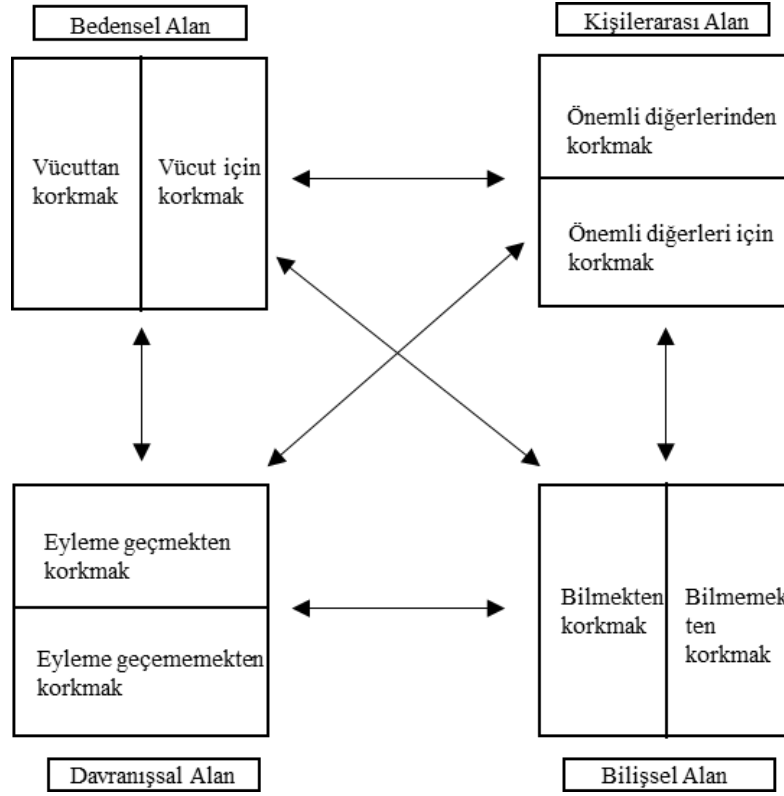 Bedensel Alan
Kişilerarası Alan
Vücuttan
korkmak
Vücut için
korkmak
Önemli diğerlerinden
korkmak
Önemli diğerleri için
korkmak
Eyleme geçmekten
korkmak
Eyleme geçememekten
korkmak
Bilmekten
korkmak
Bilmemek
ten
korkmak
Davranışsal Alan
Bilişsel Alan